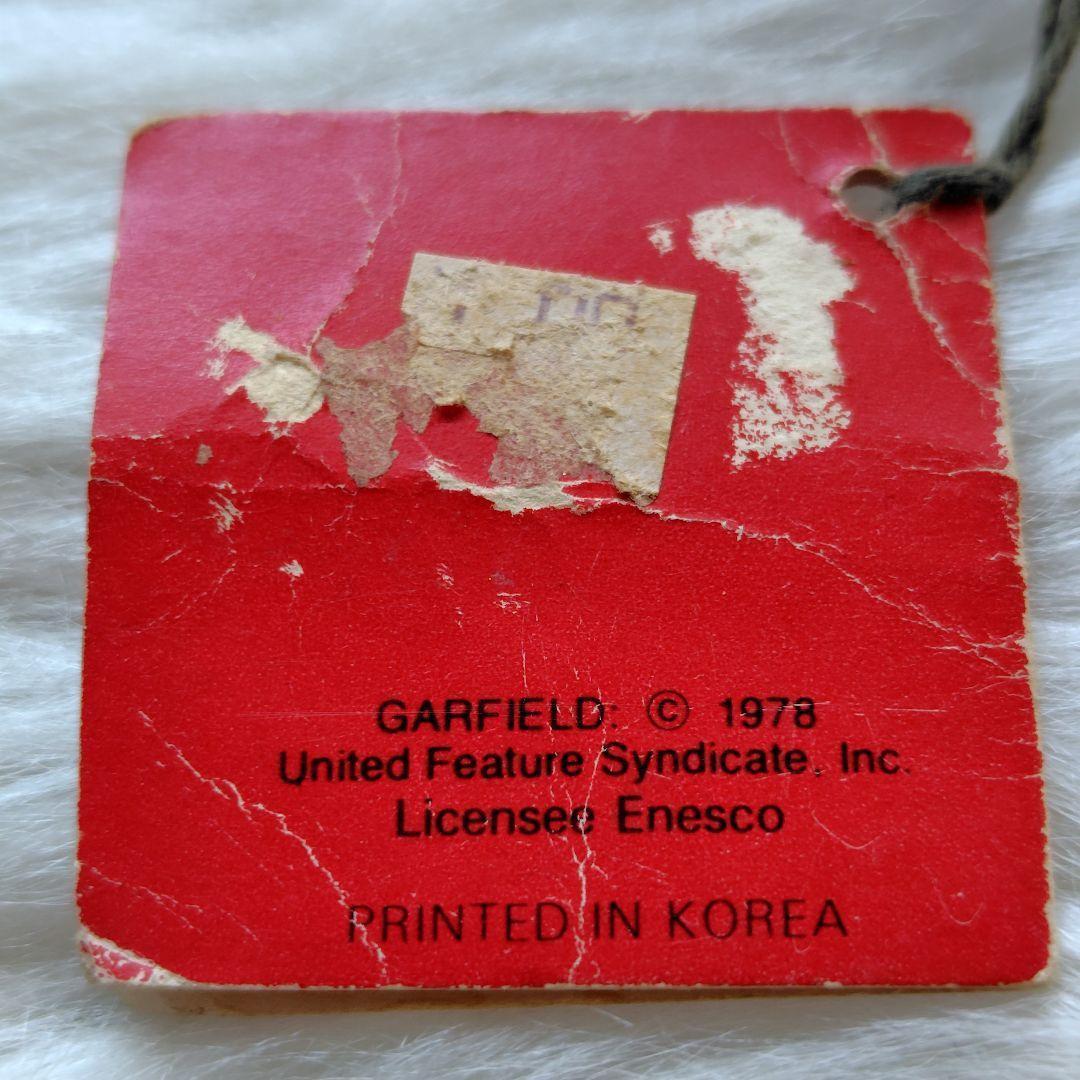 GARFIELD: © 1978
United Feature Syndicate, Inc.
Licensee Enesco
PRINTED IN KOREA